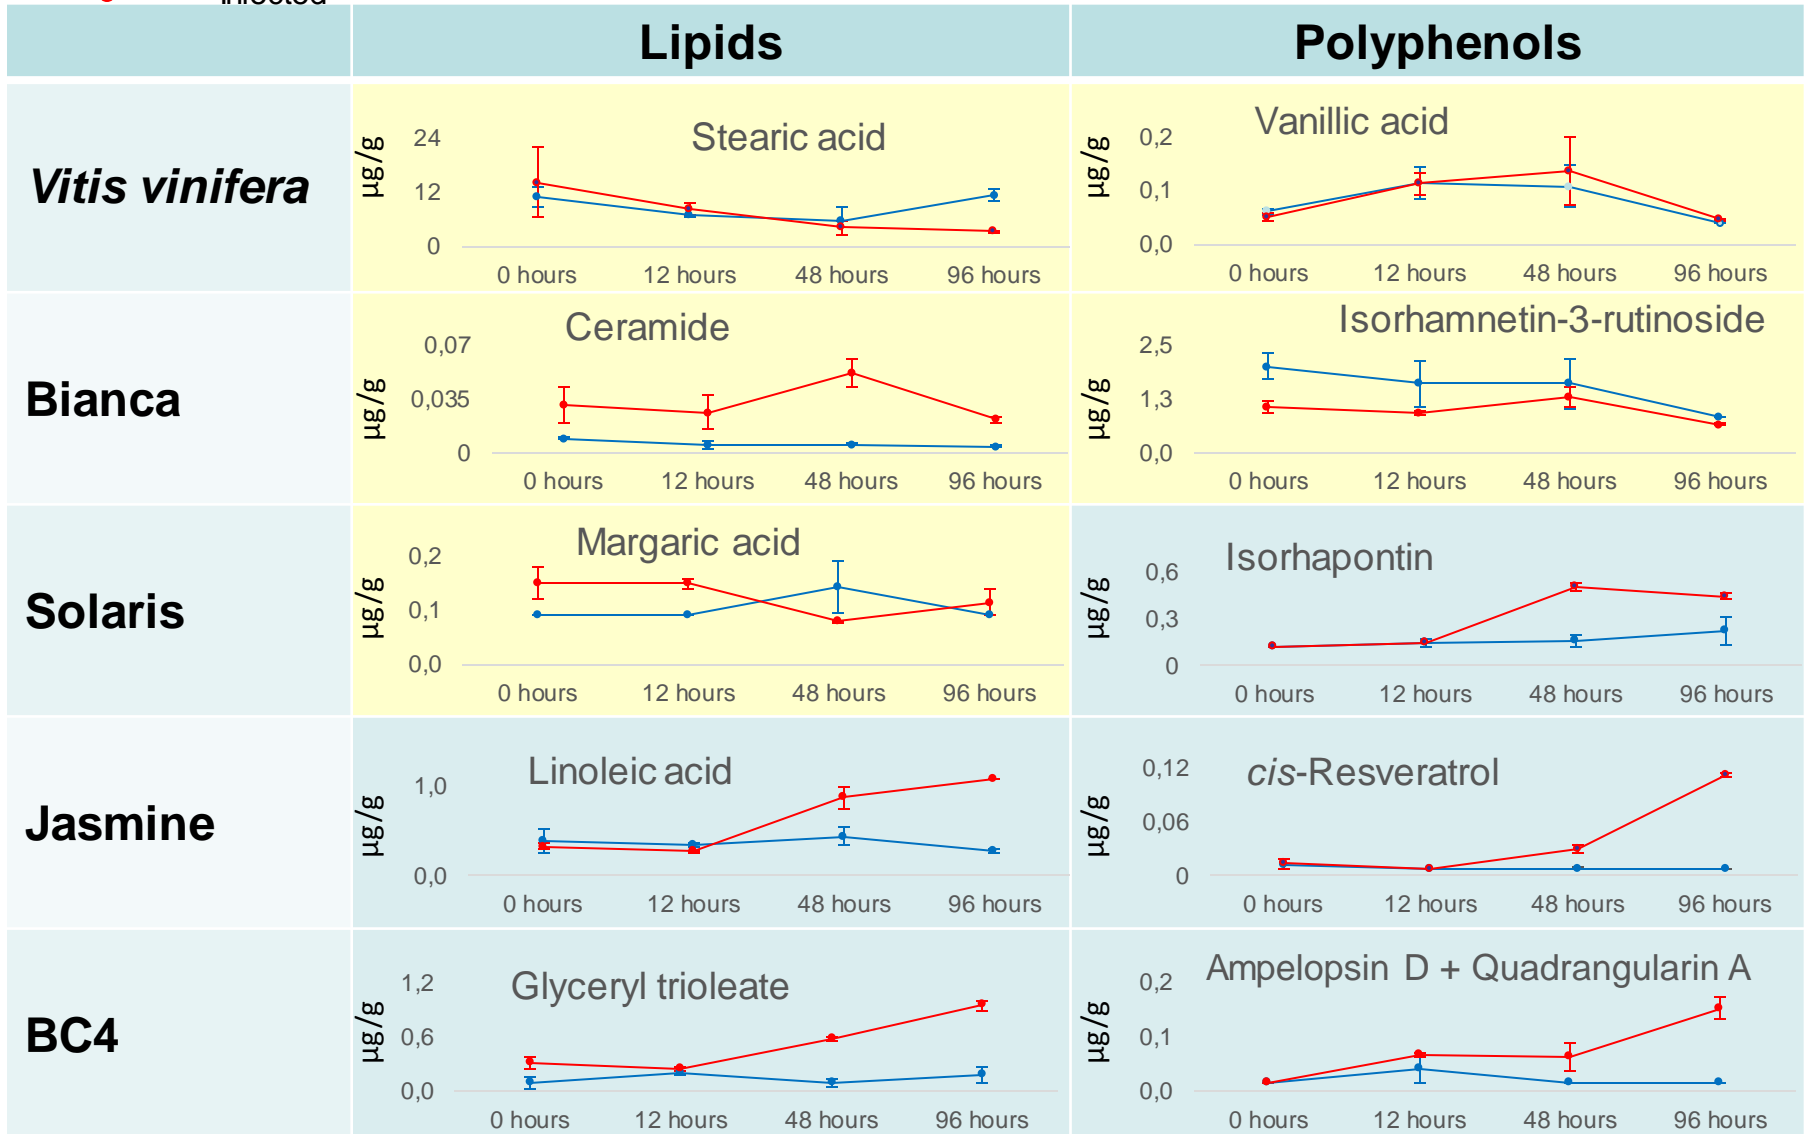 infected
Lipids
Polyphenols
Vitis vinifera
µg/g
24
12
0
Stearic acid
0 hours 12 hours 48 hours 96 hours
µg/g
0,2
0,1
0,0
Vanillic acid
0 hours 12 hours 48 hours 96 hours
Bianca
µg/g
0,07
0,035
0
Ceramide
0 hours 12 hours 48 hours 96 hours
µg/g
2,5
1,3
0,0
Isorhamnetin-3-rutinoside
0 hours 12 hours 48 hours 96 hours
Solaris
µg/g
0,2
0,1
0,0
Margaric acid
0 hours 12 hours 48 hours 96 hours
µg/g
0,6
0,3
0
Isorhapontin
0 hours 12 hours 48 hours 96 hours
Jasmine
µg/g
1,0
0,0
Linoleic acid
0 hours 12 hours 48 hours 96 hours
µg/g
0,12
0,06
0
cis-Resveratrol
0 hours 12 hours 48 hours 96 hours
BC4
µg/g
1,2
0,6
0,0
Glyceryl trioleate
0 hours 12 hours 48 hours 96 hours
µg/g
0,2
0,1
0,0
Ampelopsin D + Quadrangularin A
0 hours 12 hours 48 hours 96 hours